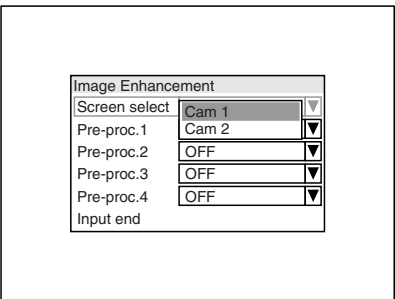 Image Enhancement
Screen select Cam 1
Pre-proc.1 Cam 2
Pre-proc.2 OFF
Pre-proc.3 OFF
Pre-proc.4 OFF
Input end